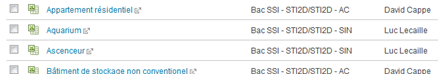 Appartement résidentiel Bac SSI - STI2D/STI2D - AC David Cappe
Aquarium Bac SSI - STI2D/STI2D - SIN Luc Lecaille
Ascenceur Bac SSI - STI2D/STI2D - SIN Luc Lecaille
Bâtiment de stockage non conventionel Bac SSI - STI2D/STI2D - AC David Cappe